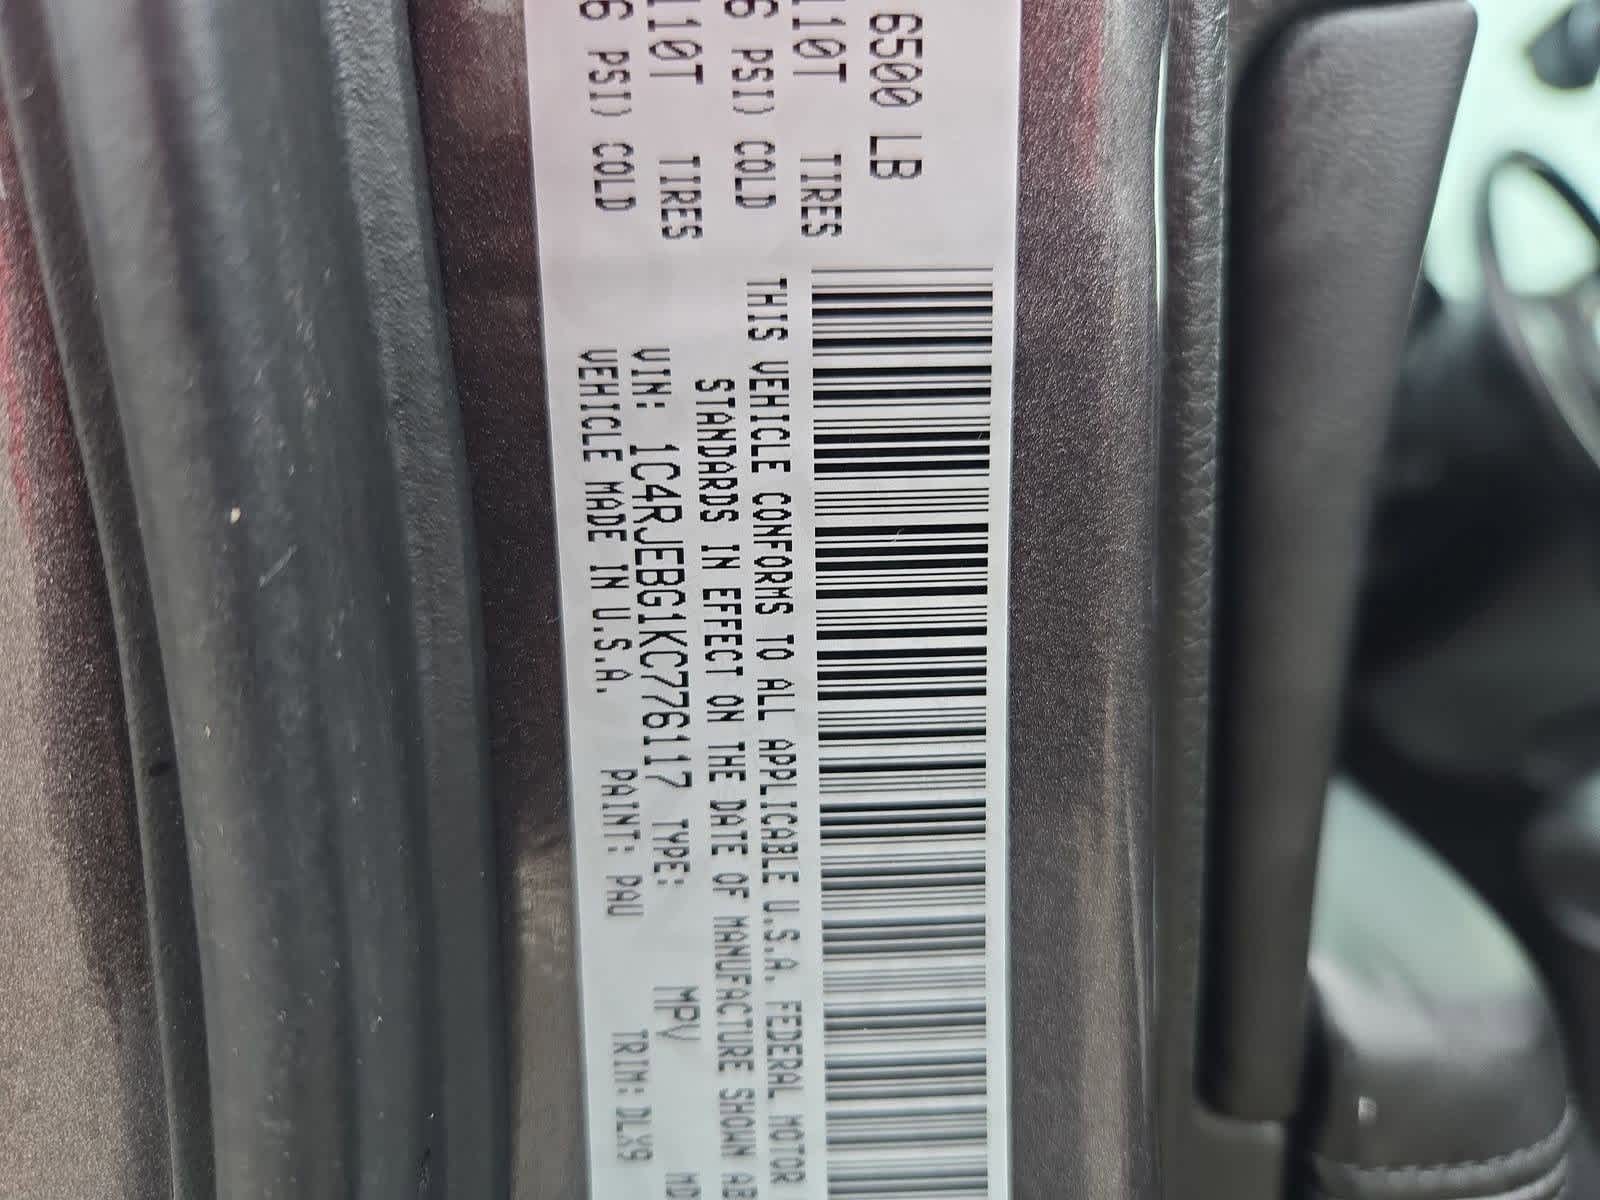 6500 LB
110T TIRES
6 PSI) COLD
110T TIRES
6 PSI) COLD
THIS VEHICLE CONFORMS TO ALL APPLICABLE U.S.A. FEDERAL MOTOR
STANDARDS IN EFFECT ON THE DATE OF MANUFACTURE SHOWN AB
VIN: 1C4RJEBG1KC776117 TYPE: MPV
VEHICLE MADE IN U.S.A. PAINT: PAU TRIM: DLX9